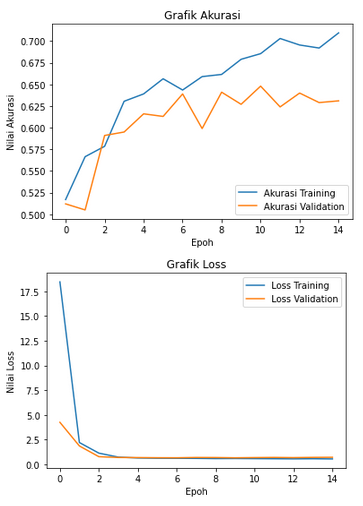 Grafik Akurasi
0.700
0.675
0.650
0.625
0.600
0.575
0.550
0.525
0.500
Nilai Akurasi
Akurasi Training
Akurasi Validation
0 2 4 6 8 10 12 14
Epoh
Grafik Loss
17.5
15.0
12.5
10.0
7.5
5.0
2.5
0.0
Nilai Loss
Loss Training
Loss Validation
0 2 4 6 8 10 12 14
Epoh